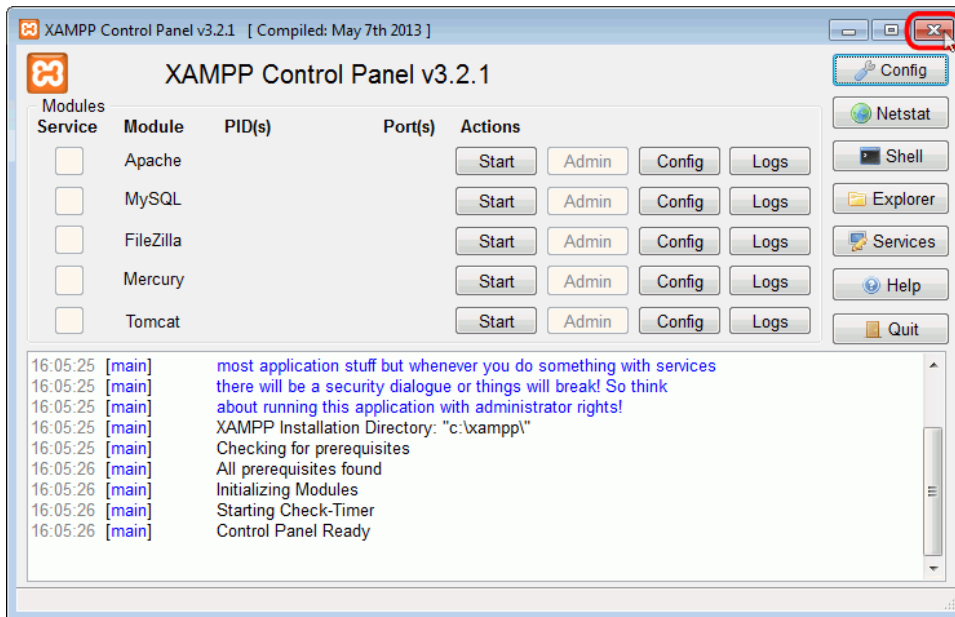 XAMPP Control Panel v3.2.1 [ Compiled: May 7th 2013 ]
XAMPP Control Panel v3.2.1
Config
Modules
Service Module PID(s) Port(s) Actions
Netstat
Apache Start Admin Config Logs
Shell
MySQL Start Admin Config Logs
Explorer
FileZilla Start Admin Config Logs
Services
Mercury Start Admin Config Logs
Help
Tomcat Start Admin Config Logs
Quit
16:05:25 [main] most application stuff but whenever you do something with services
16:05:25 [main] there will be a security dialogue or things will break! So think
16:05:25 [main] about running this application with administrator rights!
16:05:25 [main] XAMPP Installation Directory: "c:\xampp\"
16:05:25 [main] Checking for prerequisites
16:05:26 [main] All prerequisites found
16:05:26 [main] Initializing Modules
16:05:26 [main] Starting Check-Timer
16:05:26 [main] Control Panel Ready